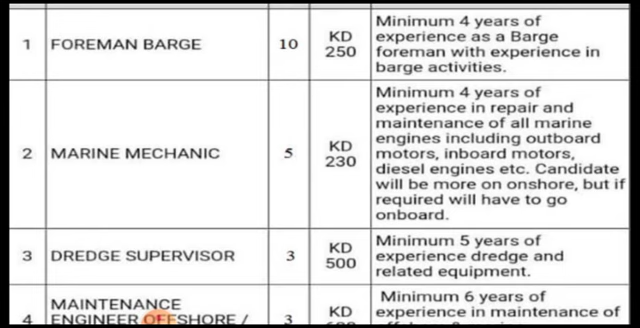 1 FOREMAN BARGE 10 KD 250 Minimum 4 years of
experience as a Barge
foreman with experience in
barge activities.
2 MARINE MECHANIC 5 KD 230 Minimum 4 years of
experience in repair and
maintenance of all marine
engines including outboard
motors, inboard motors,
diesel engines etc. Candidate
will be more on onshore, but if
required will have to go
onboard.
3 DREDGE SUPERVISOR 3 KD 500 Minimum 5 years of
experience dredge and
related equipment.
4 MAINTENANCE
ENGINEER OFFSHORE / 3 KD Minimum 6 years of
experience in maintenance of